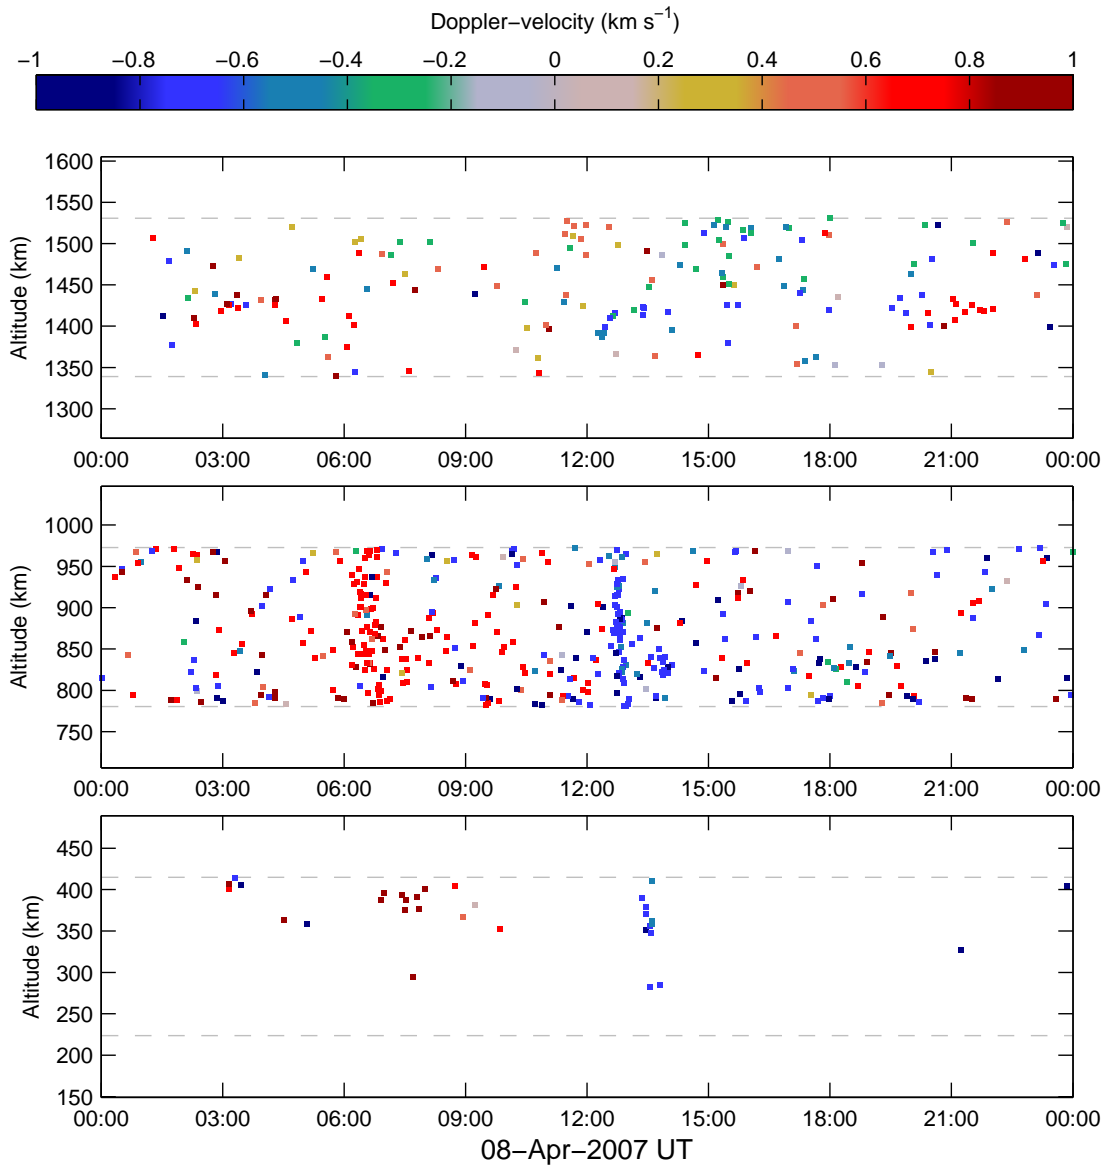 Doppler−velocity (km s−1)
−1 −0.8 −0.6 −0.4 −0.2 0 0.2 0.4 0.6 0.8 1
1600
1550
1500
1450
1400
1350
1300
Altitude (km)
00:00 03:00 06:00 09:00 12:00 15:00 18:00 21:00 00:00
1000
950
900
850
800
750
Altitude (km)
00:00 03:00 06:00 09:00 12:00 15:00 18:00 21:00 00:00
450
400
350
300
250
200
150
Altitude (km)
00:00 03:00 06:00 09:00 12:00 15:00 18:00 21:00 00:00
08−Apr−2007 UT